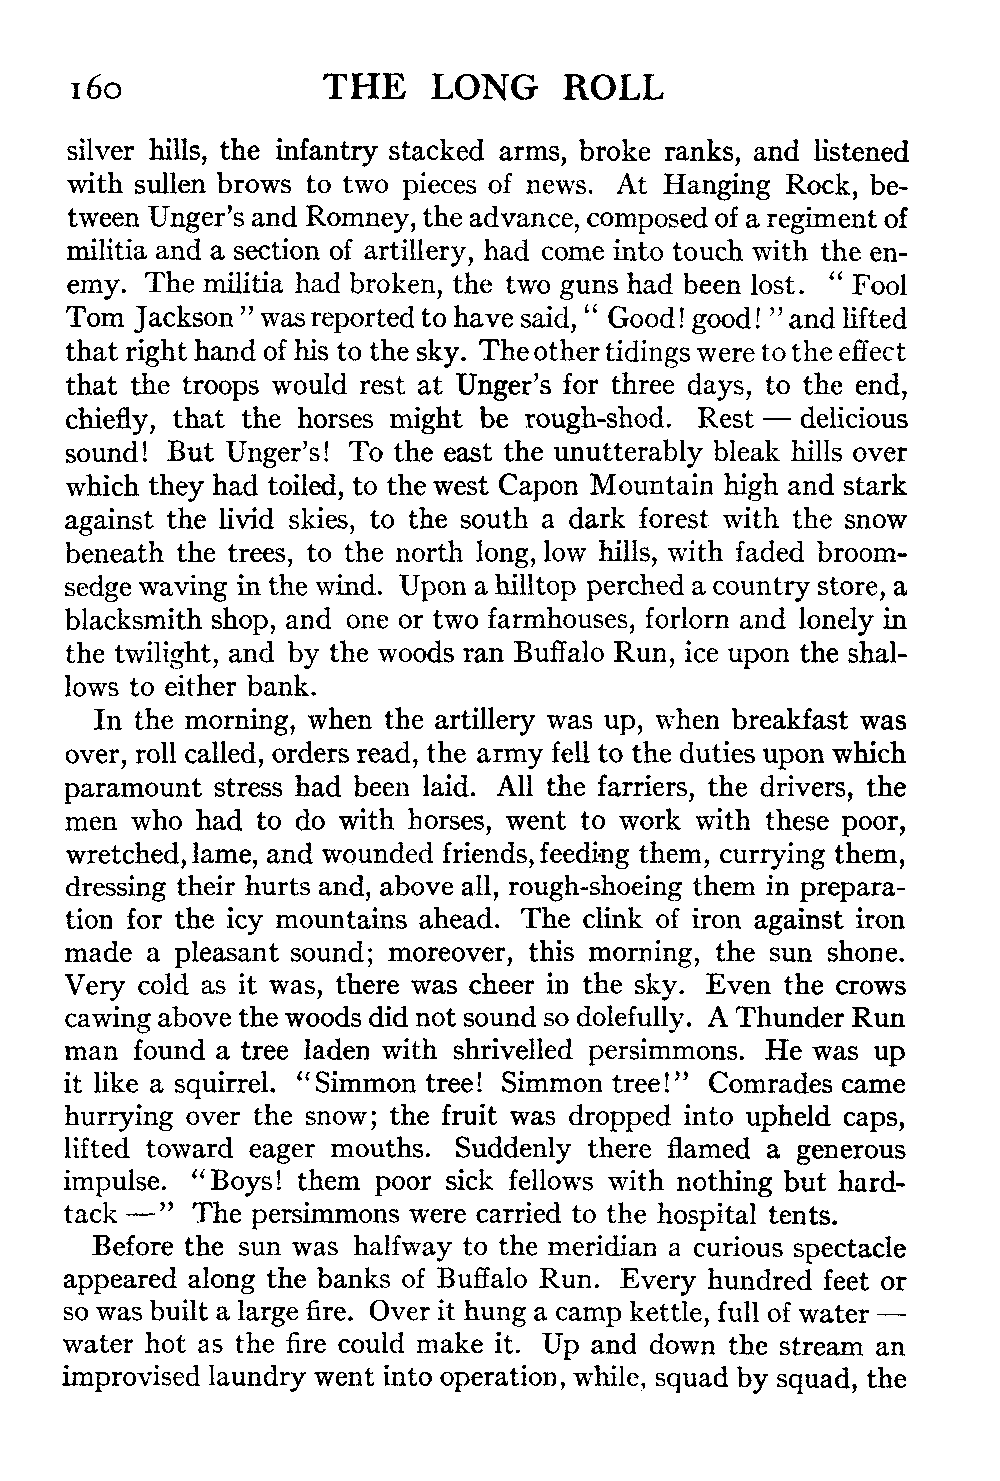 160 THE LONG ROLL
silver hills, the infantry stacked arms, broke ranks, and listened
with sullen brows to two pieces of news. At Hanging Rock, be-
tween Unger's and Romney, the advance, composed of a regiment of
militia and a section of artillery, had come into touch with the en-
emy. The militia had broken, the two guns had been lost. "Fool
Tom Jackson" was reported to have said, "Good! good!" and lifted
that right hand of his to the sky. The other tidings were to the effect
that the troops would rest at Unger's for three days, to the end,
chiefly, that the horses might be rough-shod. Rest — delicious
sound! But Unger's! To the east the unutterably bleak hills over
which they had toiled, to the west Capon Mountain high and stark
against the livid skies, to the south a dark forest with the snow
beneath the trees, to the north long, low hills, with faded broom-
sedge waving in the wind. Upon a hilltop perched a country store, a
blacksmith shop, and one or two farmhouses, forlorn and lonely in
the twilight, and by the woods ran Buffalo Run, ice upon the shal-
lows to either bank.
In the morning, when the artillery was up, when breakfast was
over, roll called, orders read, the army fell to the duties upon which
paramount stress had been laid. All the farriers, the drivers, the
men who had to do with horses, went to work with these poor,
wretched, lame, and wounded friends, feeding them, currying them,
dressing their hurts and, above all, rough-shoeing them in prepara-
tion for the icy mountains ahead. The clink of iron against iron
made a pleasant sound; moreover, this morning, the sun shone.
Very cold as it was, there was cheer in the sky. Even the crows
cawing above the woods did not sound so dolefully. A Thunder Run
man found a tree laden with shrivelled persimmons. He was up
it like a squirrel. "Simmon tree! Simmon tree!" Comrades came
hurrying over the snow; the fruit was dropped into upheld caps,
lifted toward eager mouths. Suddenly there flamed a generous
impulse. "Boys! them poor sick fellows with nothing but hard-
tack —" The persimmons were carried to the hospital tents.
Before the sun was halfway to the meridian a curious spectacle
appeared along the banks of Buffalo Run. Every hundred feet or
so was built a large fire. Over it hung a camp kettle, full of water —
water hot as the fire could make it. Up and down the stream an
improvised laundry went into operation, while, squad by squad, the